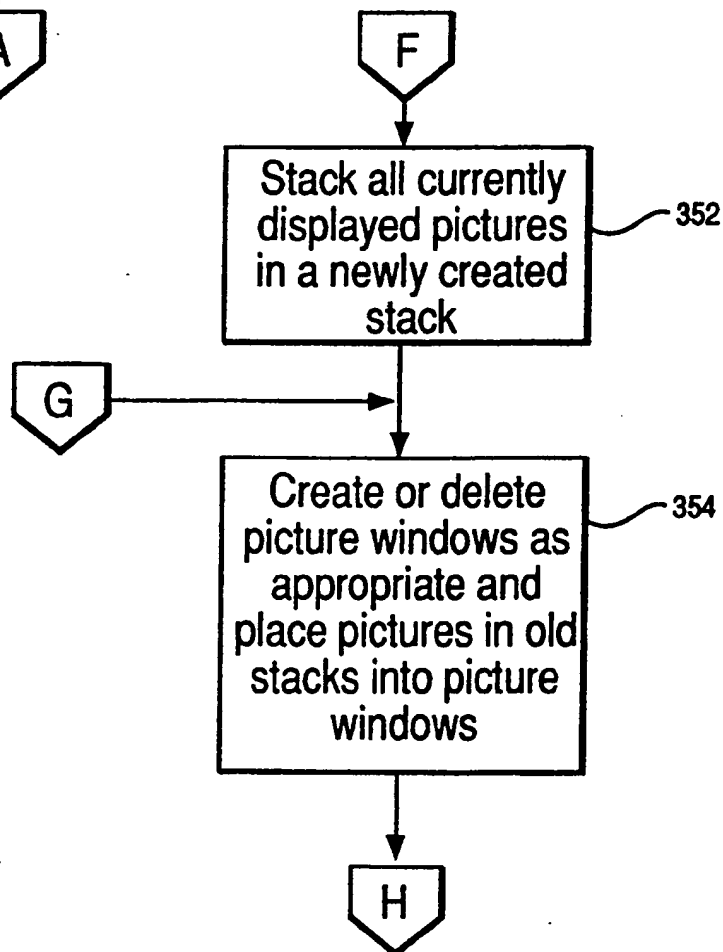 A
F
Stack all currently
displayed pictures
in a newly created
stack
352
G
Create or delete
picture windows as
appropriate and
place pictures in old
stacks into picture
windows
354
H